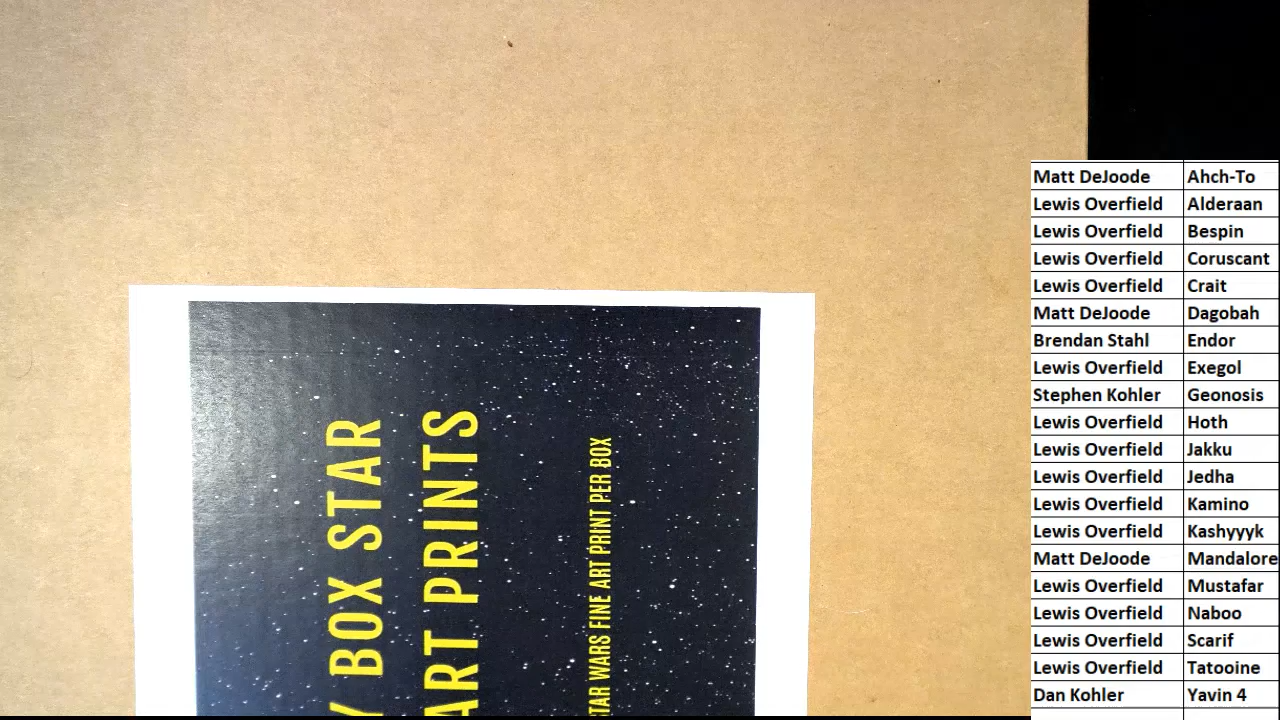 Y BOX STAR
ART PRINTS
STAR WARS FINE ART PRINT PER BOX
Matt DeJoode Ahch-To
Lewis Overfield Alderaan
Lewis Overfield Bespin
Lewis Overfield Coruscant
Lewis Overfield Crait
Matt DeJoode Dagobah
Brendan Stahl Endor
Lewis Overfield Exegol
Stephen Kohler Geonosis
Lewis Overfield Hoth
Lewis Overfield Jakku
Lewis Overfield Jedha
Lewis Overfield Kamino
Lewis Overfield Kashyyyk
Matt DeJoode Mandalore
Lewis Overfield Mustafar
Lewis Overfield Naboo
Lewis Overfield Scarif
Lewis Overfield Tatooine
Dan Kohler Yavin 4